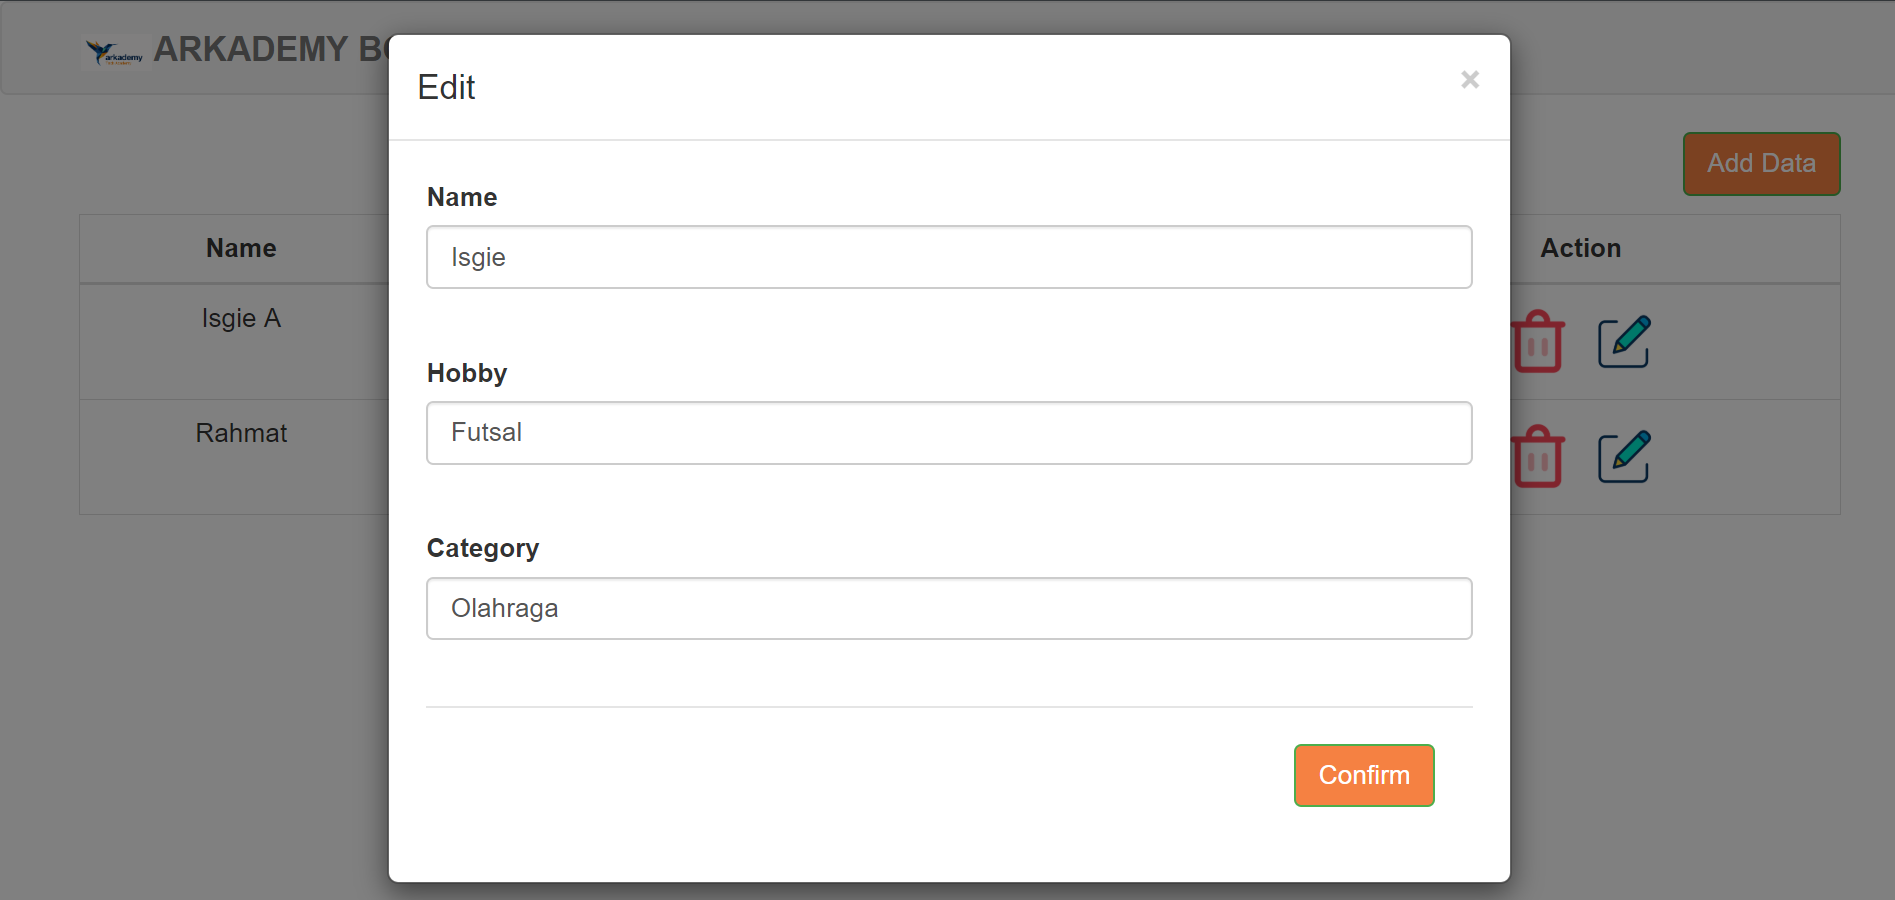 arkademy
ARKADEMY B
Edit
×
Add Data
Name
Action
Isgie A
Rahmat
Name
Isgie
Hobby
Futsal
Category
Olahraga
Confirm